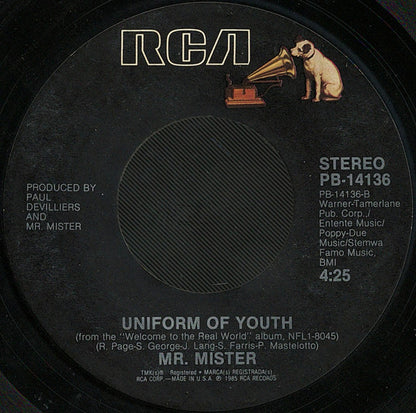 RCA
PRODUCED BY
PAUL
DEVILLIERS
AND
MR. MISTER
STEREO
PB-14136
PB-14136-B
Warner-Tamerlane
Pub. Corp./
Entente Music/
Poppy-Due
Music/Stemwa
Famo Music,
BMI
4:25
UNIFORM OF YOUTH
(from the "Welcome to the Real World" album, NFL1-8045)
(R. Page-S. George-J. Lang-S. Farris-P. Mastelotto)
MR. MISTER
TMK(s)® Registered • MARCA(s) REGISTRADA(s)
RCA CORP.—MADE IN U.S.A. ℗ 1985 RCA RECORDS